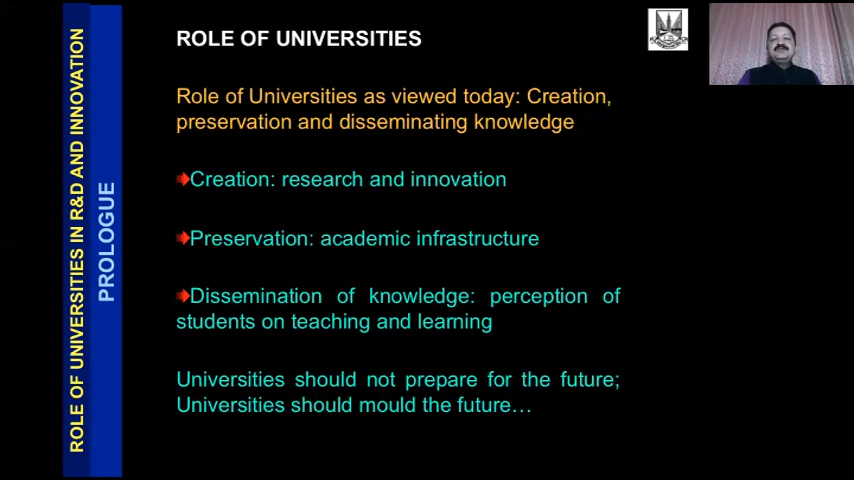 ROLE OF UNIVERSITIES IN R&D AND INNOVATION
PROLOGUE
ROLE OF UNIVERSITIES
Role of Universities as viewed today: Creation,
preservation and disseminating knowledge
Creation: research and innovation
Preservation: academic infrastructure
Dissemination of knowledge: perception of
students on teaching and learning
Universities should not prepare for the future;
Universities should mould the future…